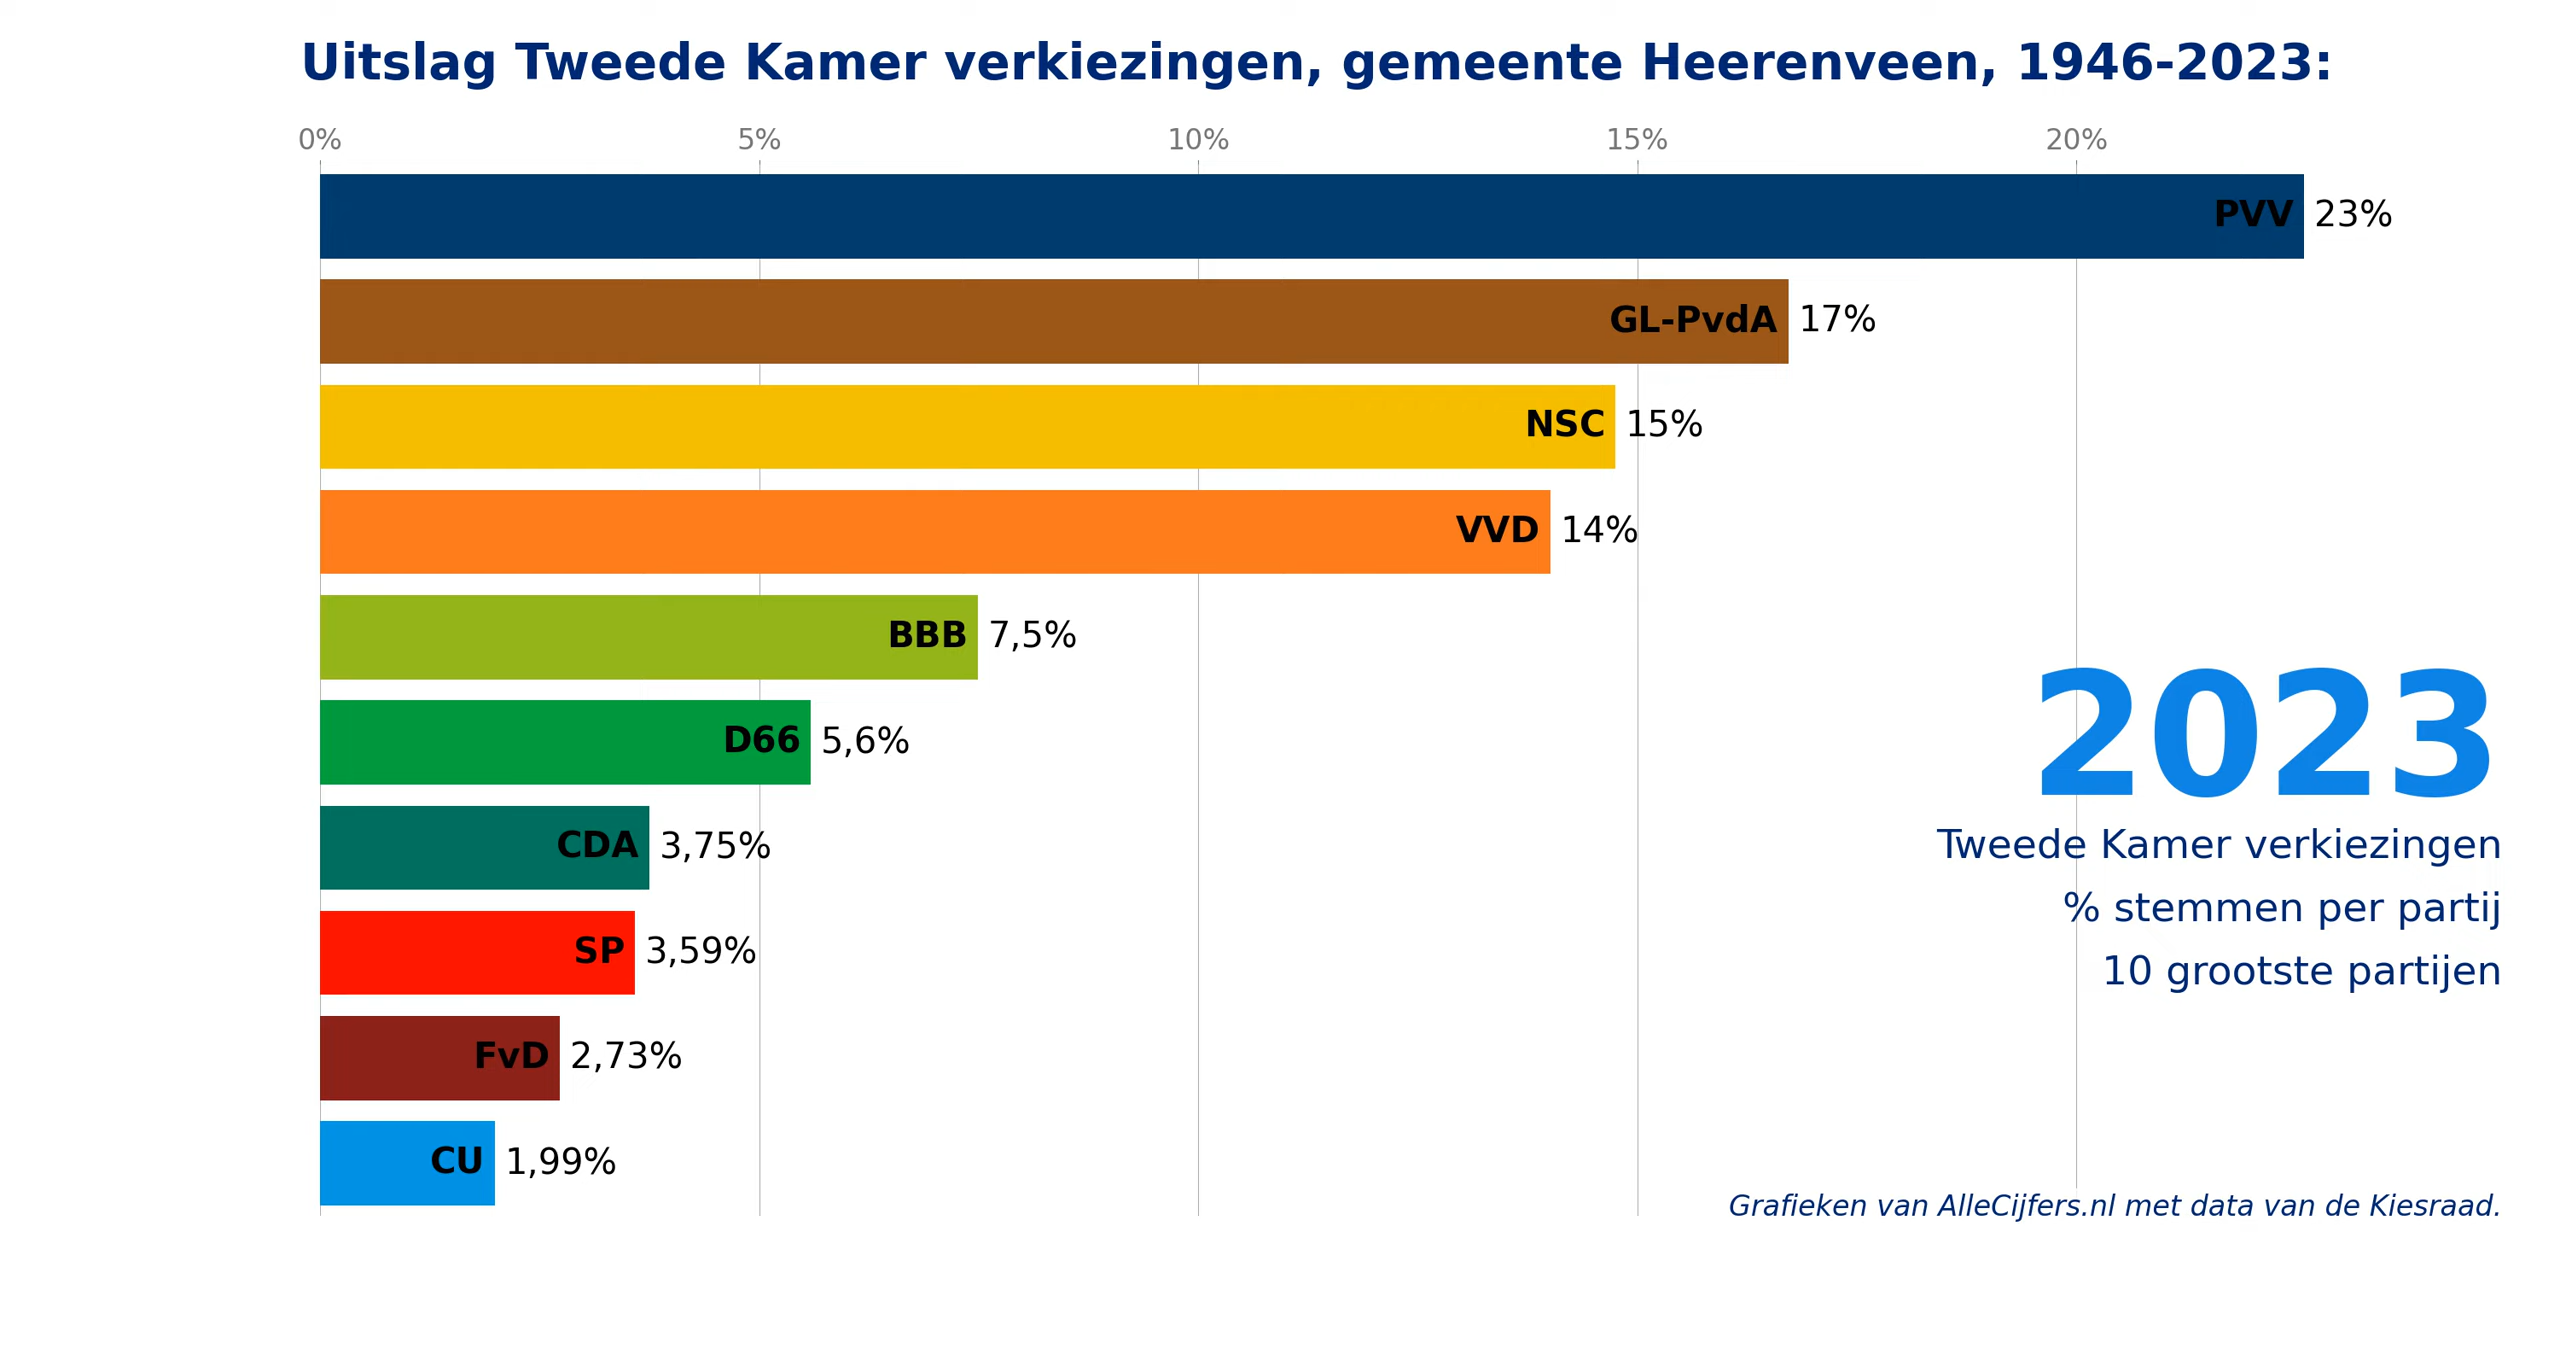 Uitslag Tweede Kamer verkiezingen, gemeente Heerenveen, 1946-2023:
0% 5% 10% 15% 20%
PVV 23%
GL-PvdA 17%
NSC 15%
VVD 14%
BBB 7,5%
D66 5,6%
CDA 3,75%
SP 3,59%
FvD 2,73%
CU 1,99%
2023
Tweede Kamer verkiezingen
% stemmen per partij
10 grootste partijen
Grafieken van AlleCijfers.nl met data van de Kiesraad.